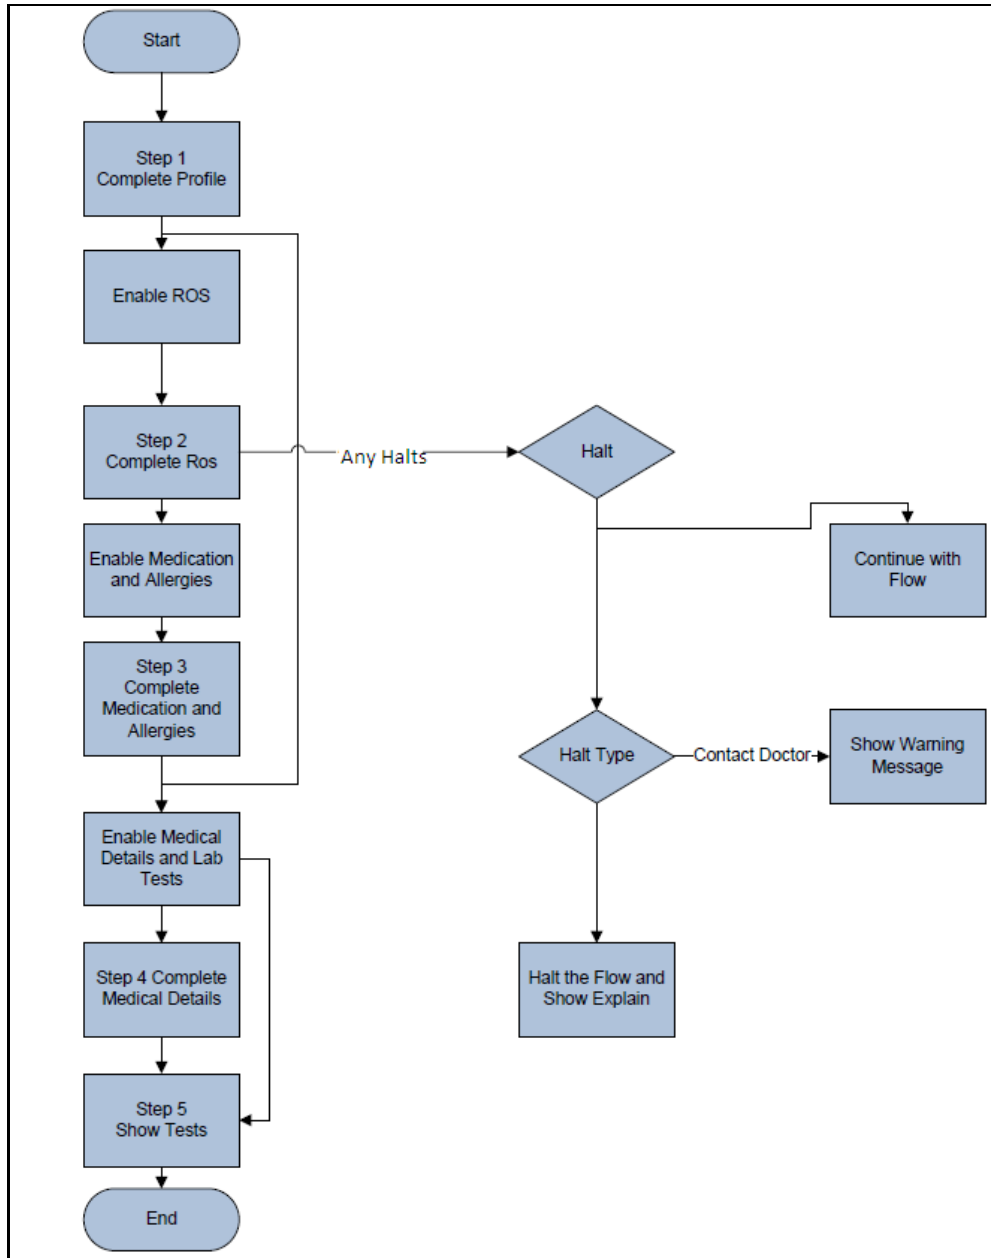 Start
Step 1
Complete Profile
Enable ROS
Step 2
Complete Ros
Any Halts
Halt
Enable Medication
and Allergies
Continue with
Flow
Step 3
Complete
Medication and
Allergies
Halt Type
Contact Doctor
Show Warning
Message
Enable Medical
Details and Lab
Tests
Step 4 Complete
Medical Details
Halt the Flow and
Show Explain
Step 5
Show Tests
End